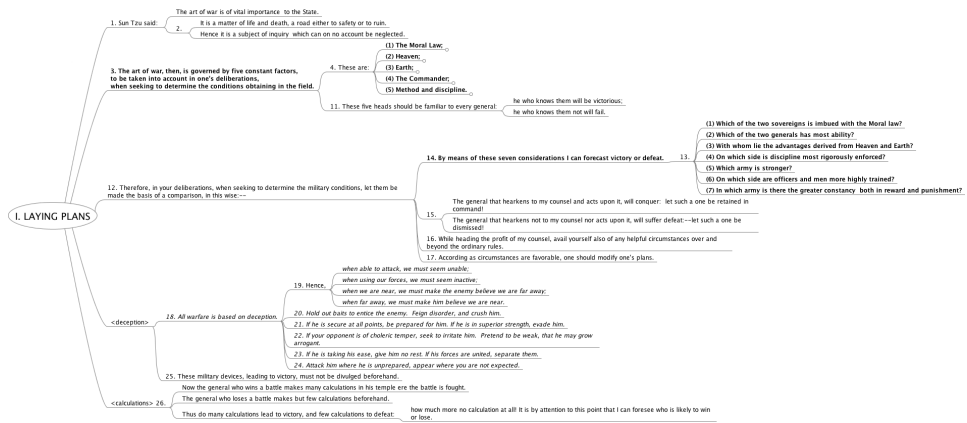 I. LAYING PLANS
1. Sun Tzu said:
The art of war is of vital importance to the State.
2.
It is a matter of life and death, a road either to safety or to ruin.
Hence it is a subject of inquiry which can on no account be neglected.
3. The art of war, then, is governed by five constant factors,
to be taken into account in one's deliberations,
when seeking to determine the conditions obtaining in the field.
4. These are:
(1) The Moral Law;
(2) Heaven;
(3) Earth;
(4) The Commander;
(5) Method and discipline.
11. These five heads should be familiar to every general:
he who knows them will be victorious;
he who knows them not will fail.
12. Therefore, in your deliberations, when seeking to determine the military conditions, let them be
made the basis of a comparison, in this wise:--
14. By means of these seven considerations I can forecast victory or defeat.
13.
(1) Which of the two sovereigns is imbued with the Moral law?
(2) Which of the two generals has most ability?
(3) With whom lie the advantages derived from Heaven and Earth?
(4) On which side is discipline most rigorously enforced?
(5) Which army is stronger?
(6) On which side are officers and men more highly trained?
(7) In which army is there the greater constancy both in reward and punishment?
15.
The general that hearkens to my counsel and acts upon it, will conquer: let such a one be retained in
command!
The general that hearkens not to my counsel nor acts upon it, will suffer defeat:--let such a one be
dismissed!
16. While heading the profit of my counsel, avail yourself also of any helpful circumstances over and
beyond the ordinary rules.
17. According as circumstances are favorable, one should modify one's plans.
<deception>
18. All warfare is based on deception.
19. Hence,
when able to attack, we must seem unable;
when using our forces, we must seem inactive;
when we are near, we must make the enemy believe we are far away;
when far away, we must make him believe we are near.
20. Hold out baits to entice the enemy. Feign disorder, and crush him.
21. If he is secure at all points, be prepared for him. If he is in superior strength, evade him.
22. If your opponent is of choleric temper, seek to irritate him. Pretend to be weak, that he may grow
arrogant.
23. If he is taking his ease, give him no rest. If his forces are united, separate them.
24. Attack him where he is unprepared, appear where you are not expected.
25. These military devices, leading to victory, must not be divulged beforehand.
<calculations> 26.
Now the general who wins a battle makes many calculations in his temple ere the battle is fought.
The general who loses a battle makes but few calculations beforehand.
Thus do many calculations lead to victory, and few calculations to defeat:
how much more no calculation at all! It is by attention to this point that I can foresee who is likely to win
or lose.